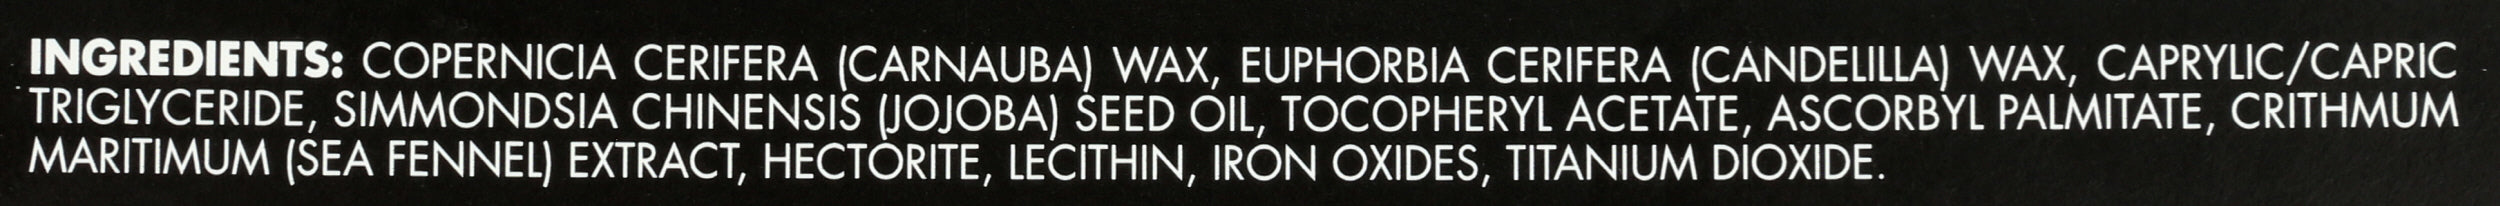 INGREDIENTS: COPERNICIA CERIFERA (CARNAUBA) WAX, EUPHORBIA CERIFERA (CANDELILLA) WAX, CAPRYLIC/CAPRIC
TRIGLYCERIDE, SIMMONDSIA CHINENSIS (JOJOBA) SEED OIL, TOCOPHERYL ACETATE, ASCORBYL PALMITATE, CRITHMUM
MARITIMUM (SEA FENNEL) EXTRACT, HECTORITE, LECITHIN, IRON OXIDES, TITANIUM DIOXIDE.